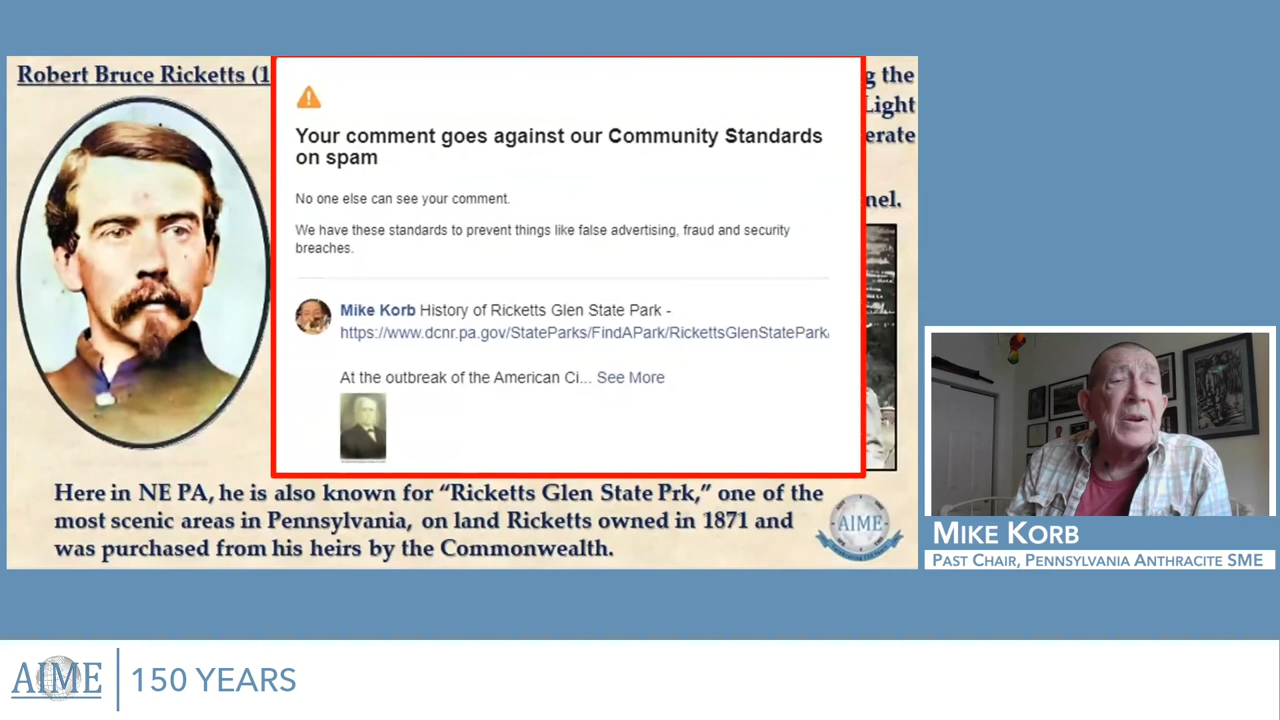 Robert Bruce Ricketts (1
g the
Light
erate
nel.
Your comment goes against our Community Standards
on spam
No one else can see your comment.
We have these standards to prevent things like false advertising, fraud and security
breaches.
Mike Korb History of Ricketts Glen State Park -
https://www.dcnr.pa.gov/StateParks/FindAPark/RickettsGlenStatePark/
At the outbreak of the American Ci... See More
Here in NE PA, he is also known for “Ricketts Glen State Prk,” one of the
most scenic areas in Pennsylvania, on land Ricketts owned in 1871 and
was purchased from his heirs by the Commonwealth.
AIME
MIKE KORB
PAST CHAIR, PENNSYLVANIA ANTHRACITE SME
AIME 150 YEARS